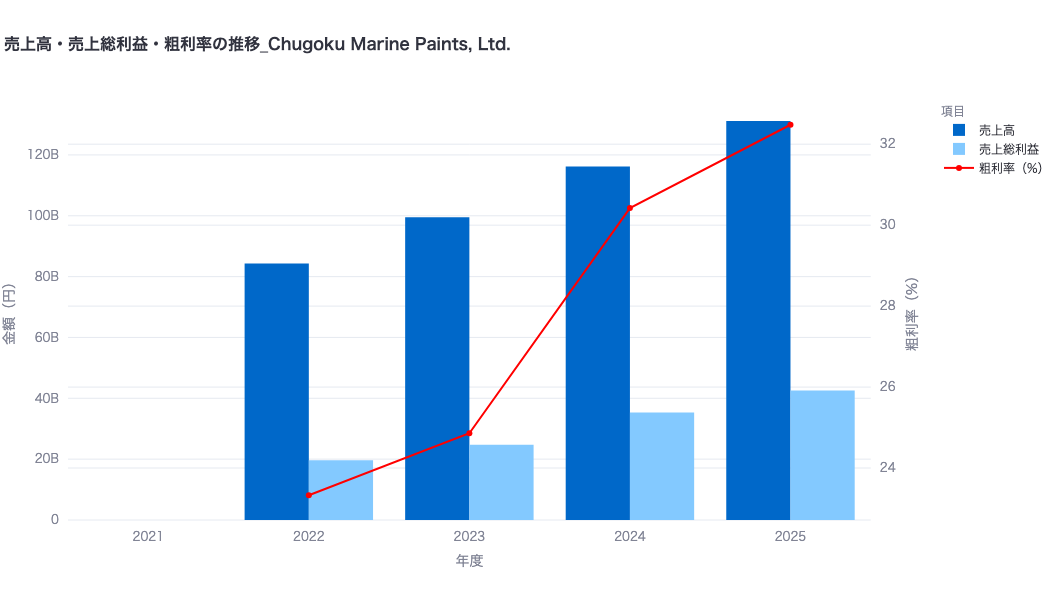 売上高・売上総利益・粗利率の推移_Chugoku Marine Paints, Ltd.
項目
売上高
売上総利益
粗利率（%）
金額（円）
120B
100B
80B
60B
40B
20B
0
32
30
28
26
24
粗利率（%）
2021
2022
2023
2024
2025
年度